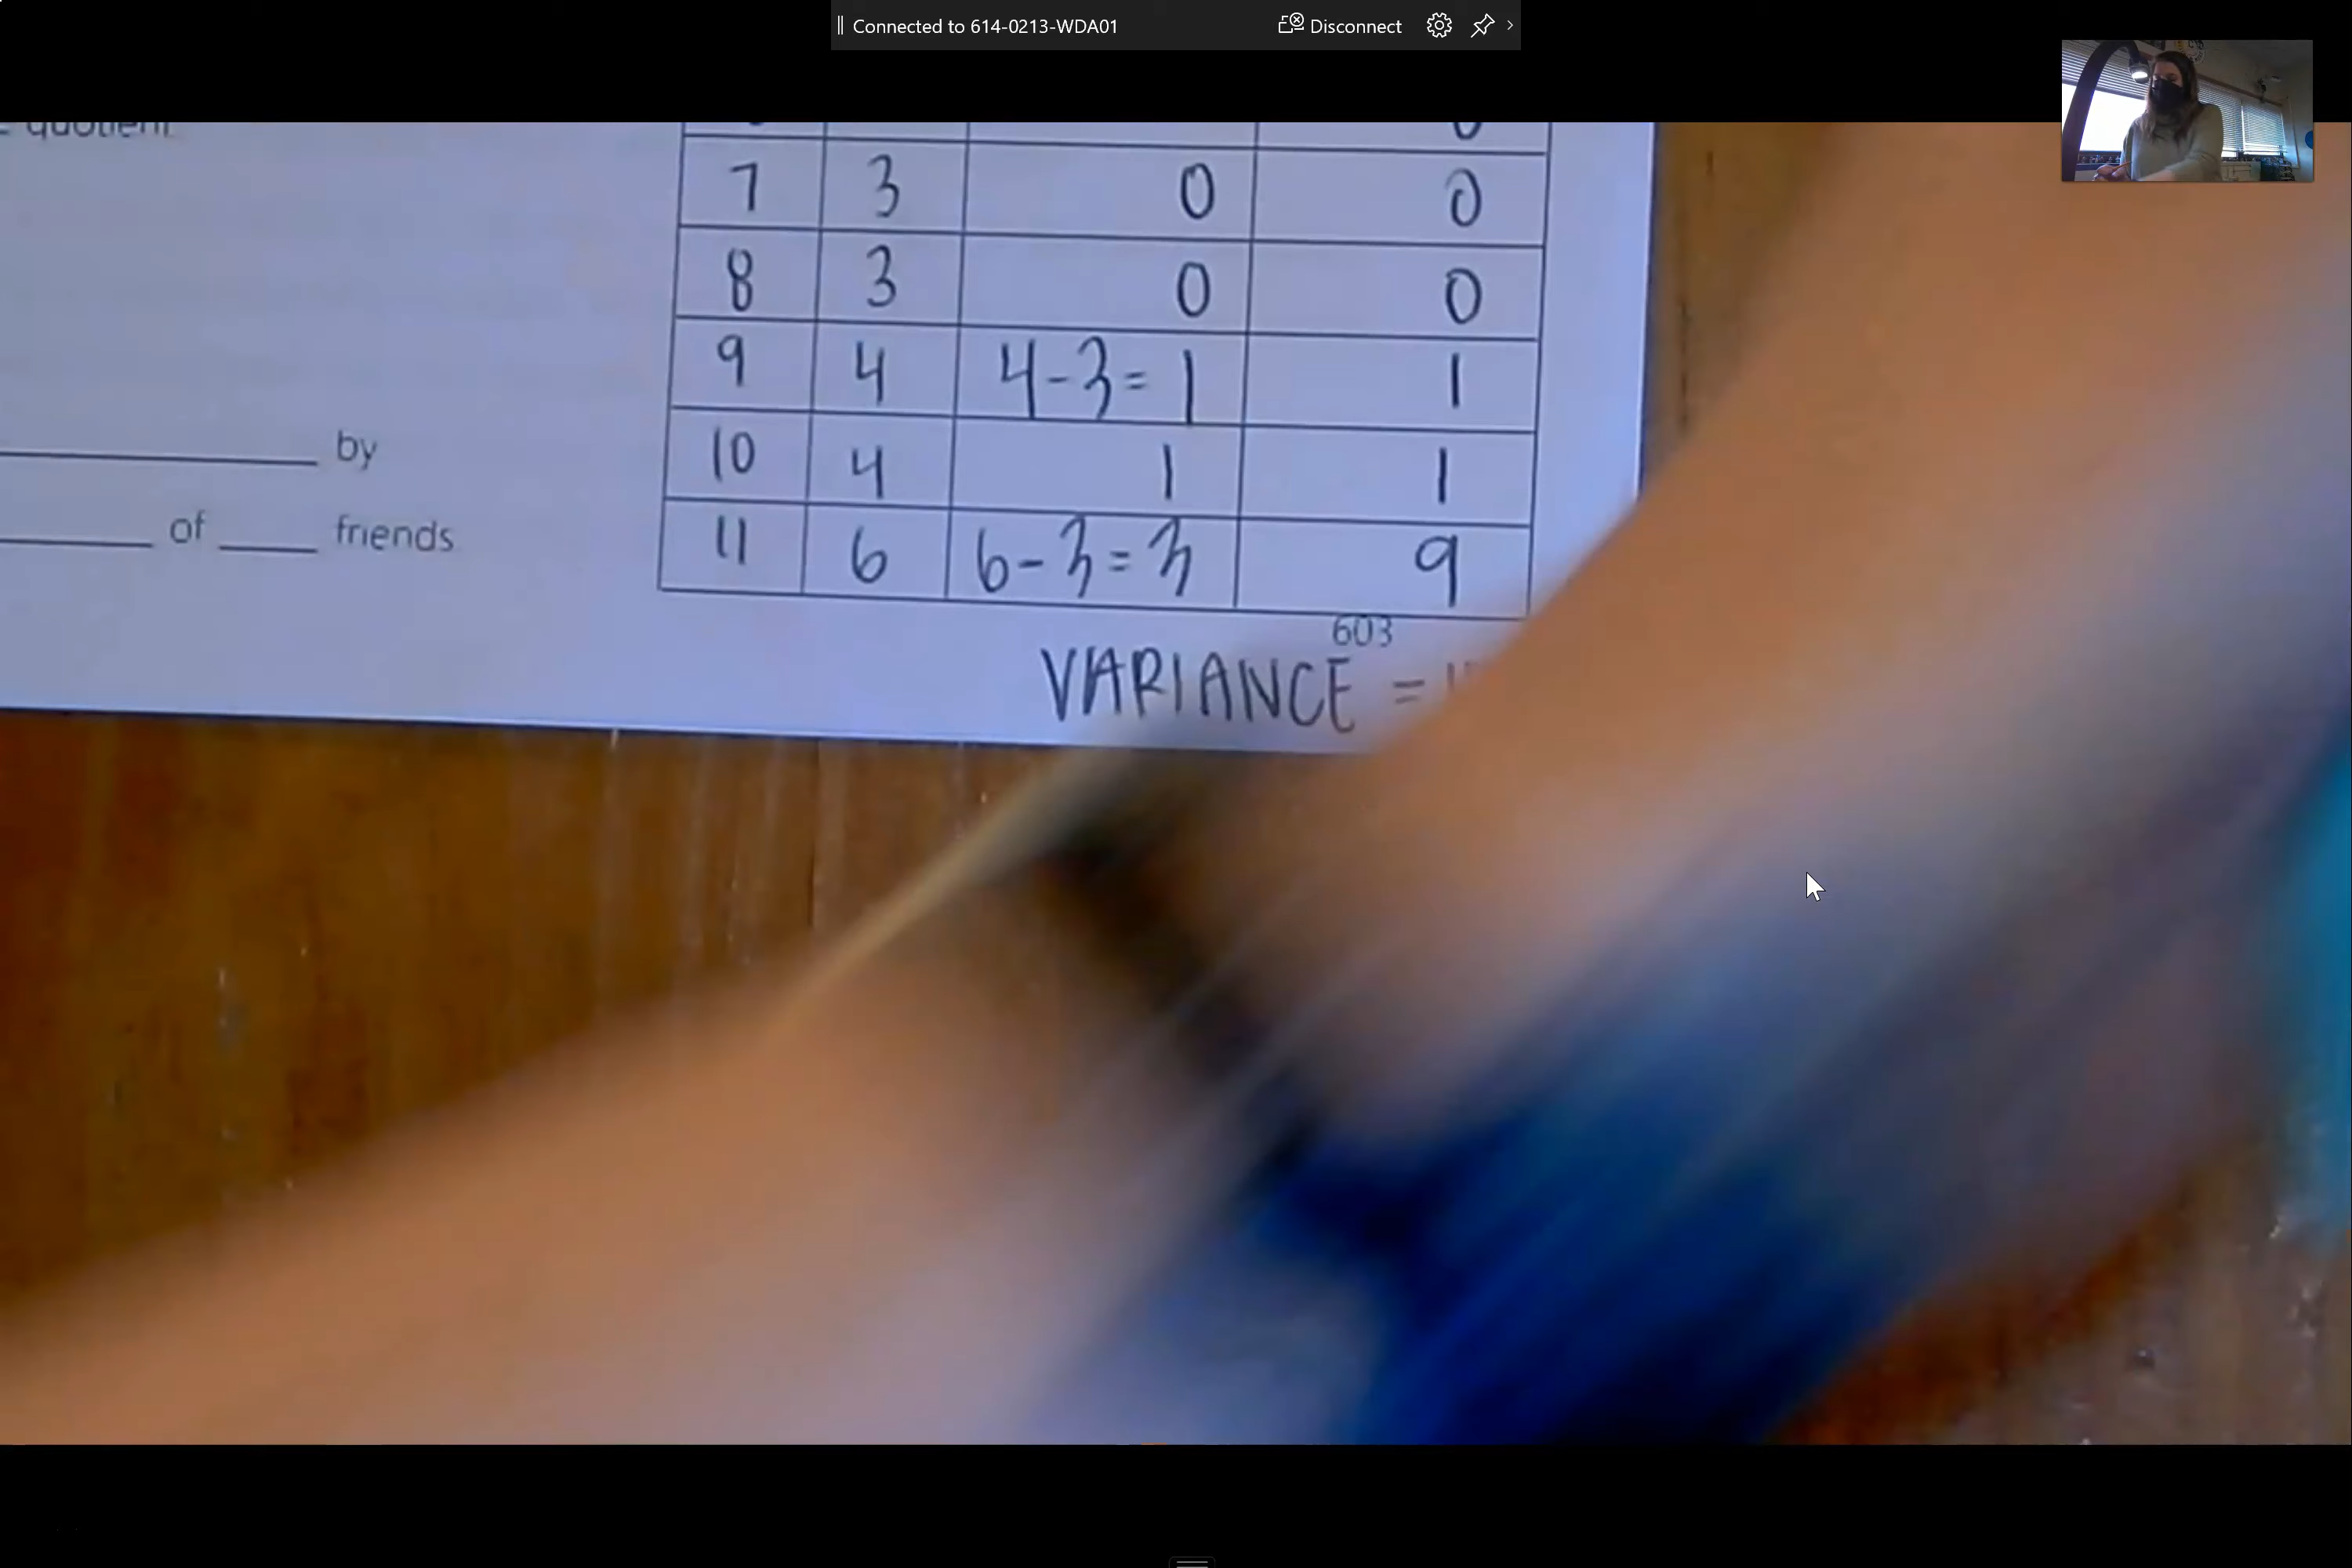 Connected to 614-0213-WDA01 Disconnect
quotient
7 3 0 0
8 3 0 0
9 4 4-3=1 1
by
10 4 1 1
of friends
11 6 6-3=3 9
603
VARIANCE =